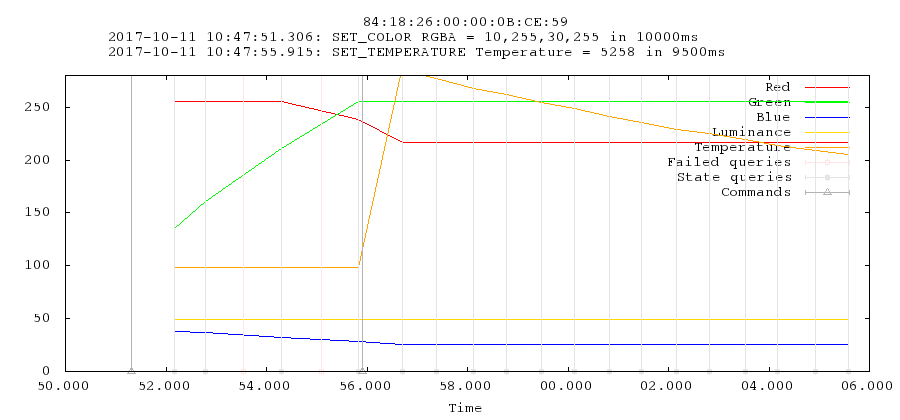 84:18:26:00:00:0B:CE:59
2017-10-11 10:47:51.306: SET_COLOR RGBA = 10,255,30,255 in 10000ms
2017-10-11 10:47:55.915: SET_TEMPERATURE Temperature = 5258 in 9500ms
Red
Green
Blue
Luminance
Temperature
Failed queries
State queries
Commands
250
200
150
100
50
0
50.000 52.000 54.000 56.000 58.000 00.000 02.000 04.000 06.000
Time